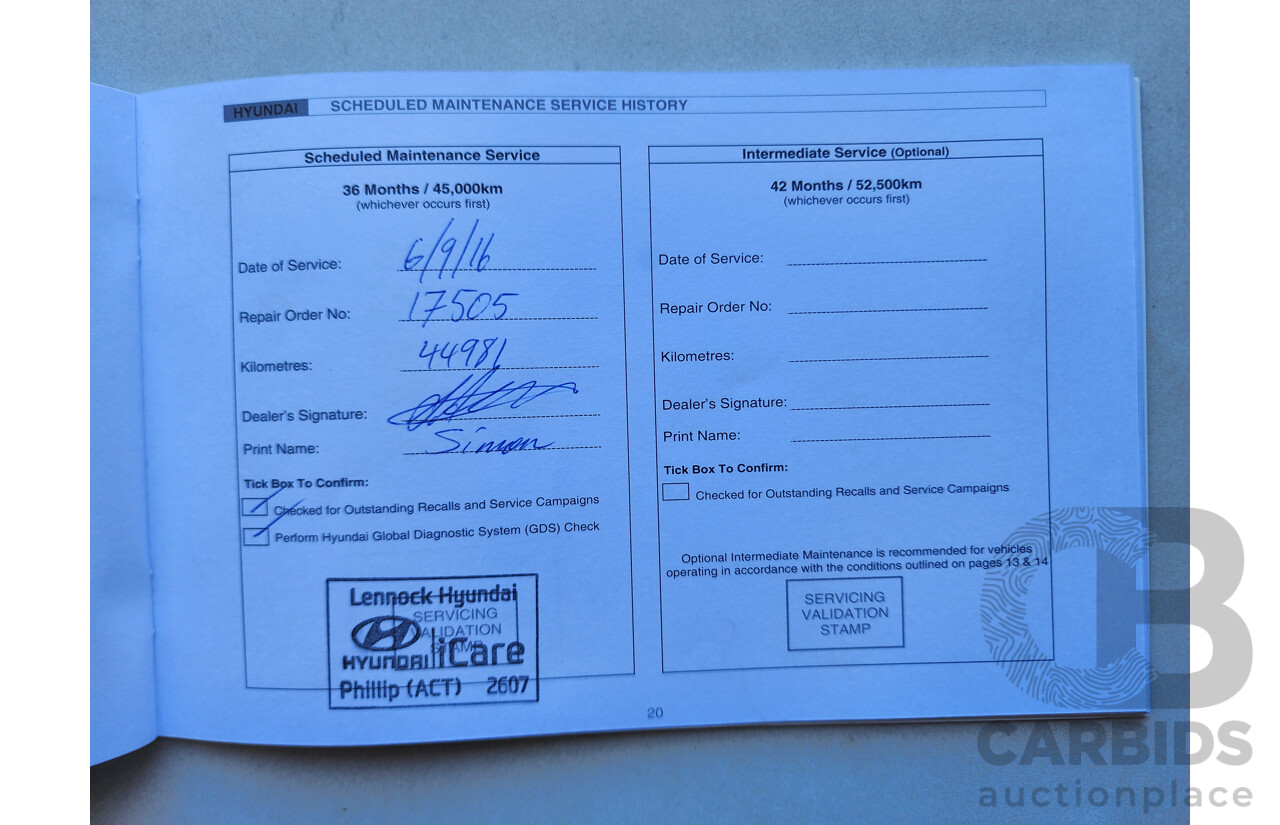 HYUNDAI SCHEDULED MAINTENANCE SERVICE HISTORY
Scheduled Maintenance Service
36 Months / 45,000km
(whichever occurs first)
Date of Service: 6/9/16
Repair Order No: 17505
Kilometres: 44981
Dealer's Signature:
Print Name: Simon
Tick Box To Confirm:
Checked for Outstanding Recalls and Service Campaigns
Perform Hyundai Global Diagnostic System (GDS) Check
Lennock Hyundai
SERVICING
VALIDATION
STAMP
HYUNDAI iCare
Phillip (ACT) 2607
Intermediate Service (Optional)
42 Months / 52,500km
(whichever occurs first)
Date of Service:
Repair Order No:
Kilometres:
Dealer's Signature:
Print Name:
Tick Box To Confirm:
Checked for Outstanding Recalls and Service Campaigns
Optional Intermediate Maintenance is recommended for vehicles
operating in accordance with the conditions outlined on pages 13 & 14
SERVICING
VALIDATION
STAMP
20
CB
CARBIDS
auctionplace